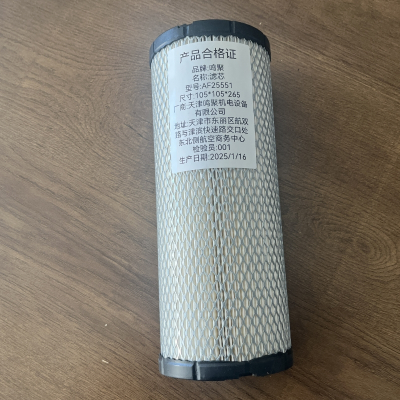 产品合格证
品牌:鸣聚
名称:滤芯
型号:AF25551
尺寸:105*105*265
厂商:天津鸣聚机电设备
有限公司
地址:天津市东丽区航双
路与津滨快速路交口处
东北侧航空商务中心
检验员:001
生产日期:2025/1/16